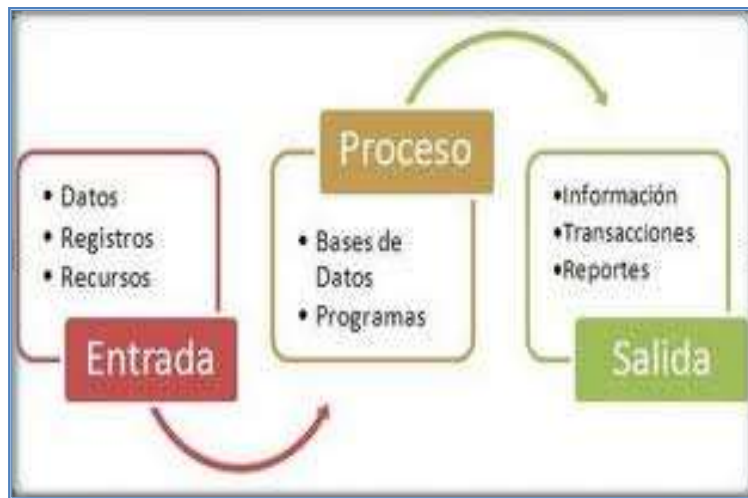 • Datos
• Registros
• Recursos
Entrada
Proceso
• Bases de
Datos
• Programas
•Información
•Transacciones
•Reportes
Salida